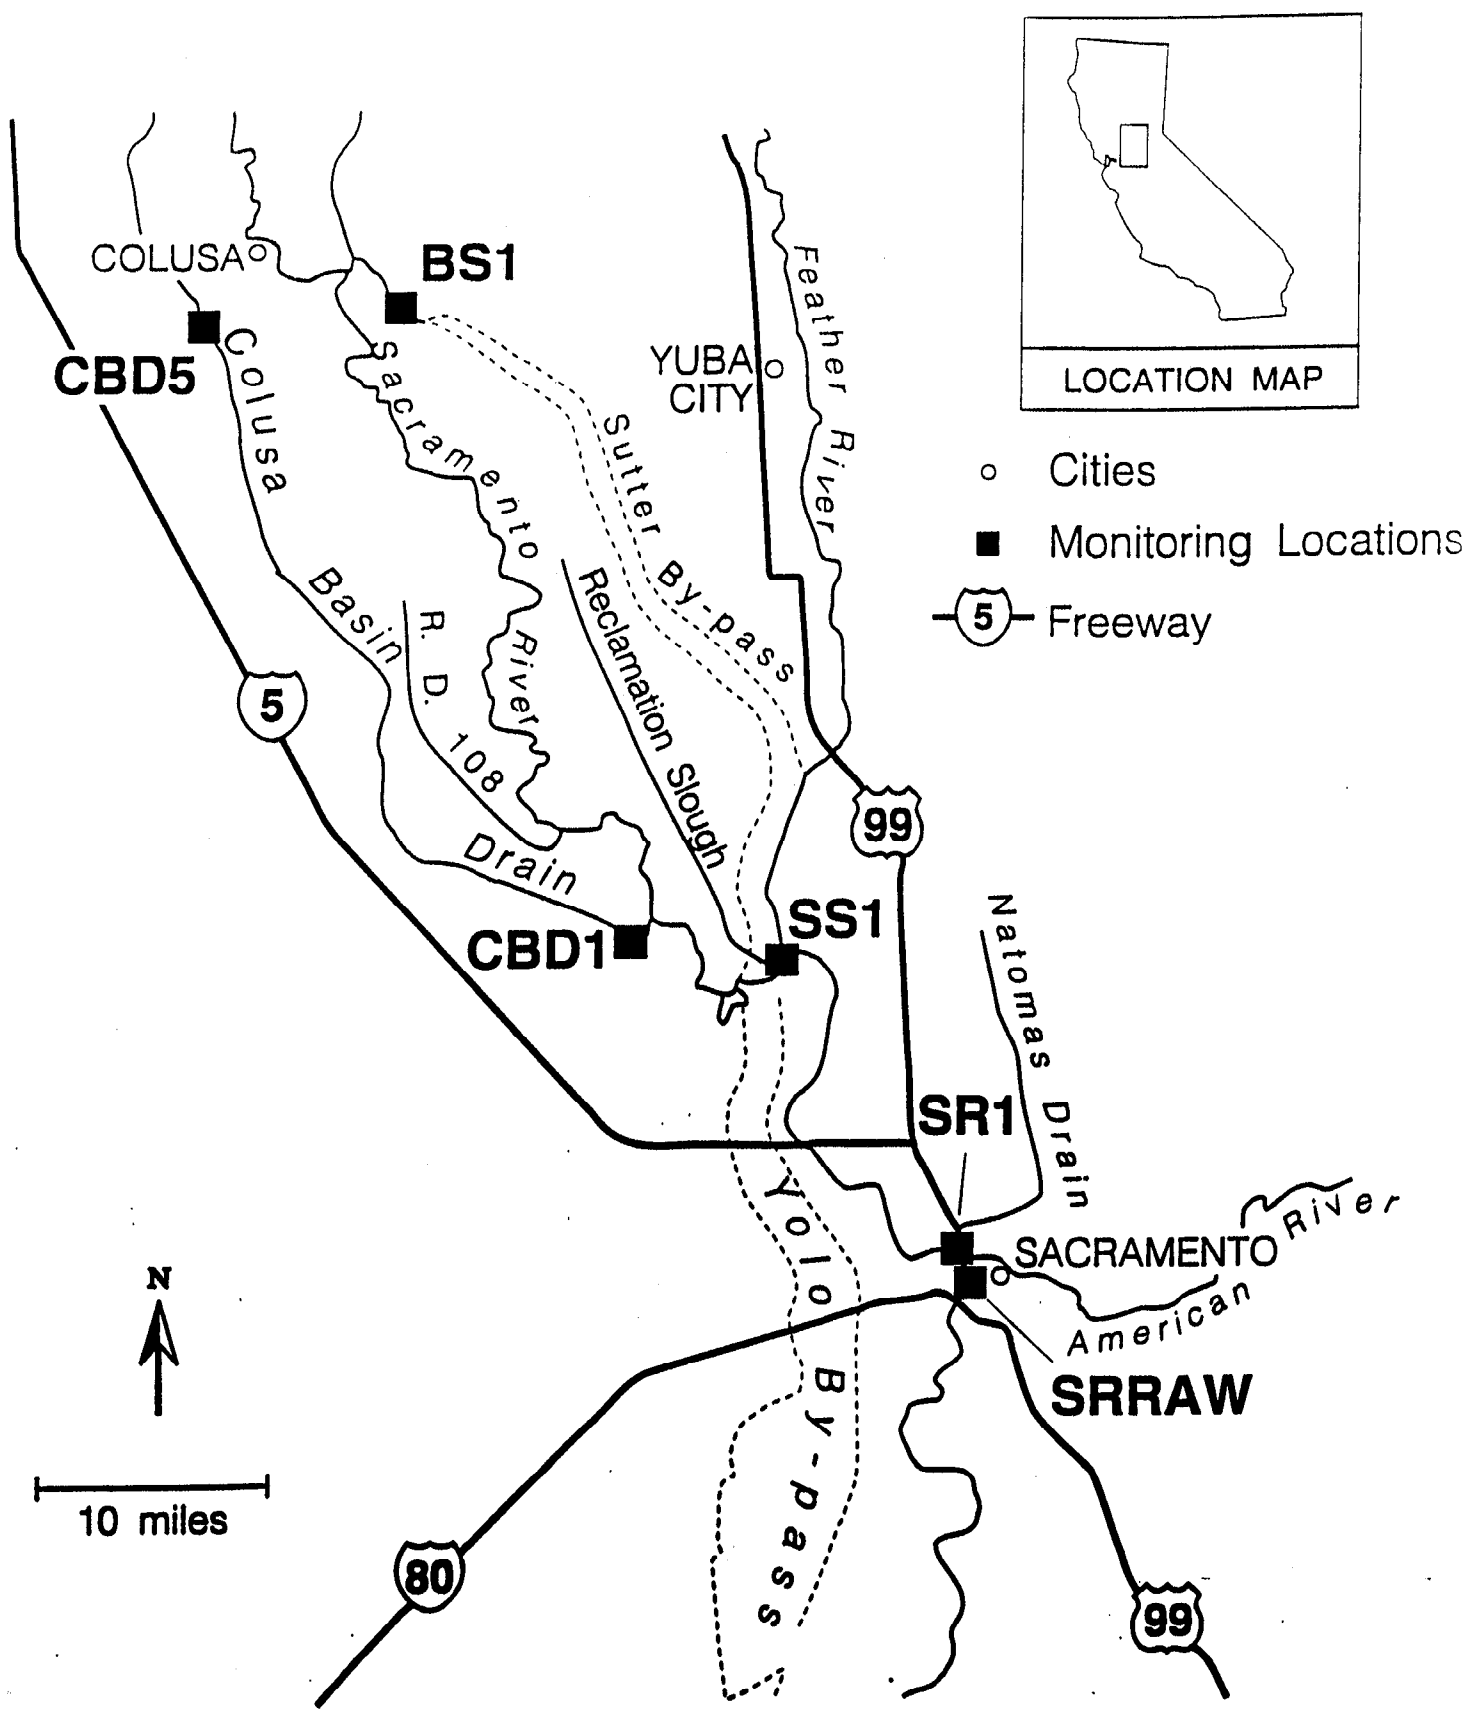 LOCATION MAP
Cities
Monitoring Locations
5 Freeway
COLUSA
BS1
CBD5
YUBA
CITY
Feather River
Colusa Basin Drain
Sacramento River
Sutter By-pass
R. D. 108
Reclamation Slough
5
99
CBD1
SS1
Natomas Drain
SR1
SACRAMENTO
American River
SRRAW
Yolo By-pass
N
10 miles
80
99